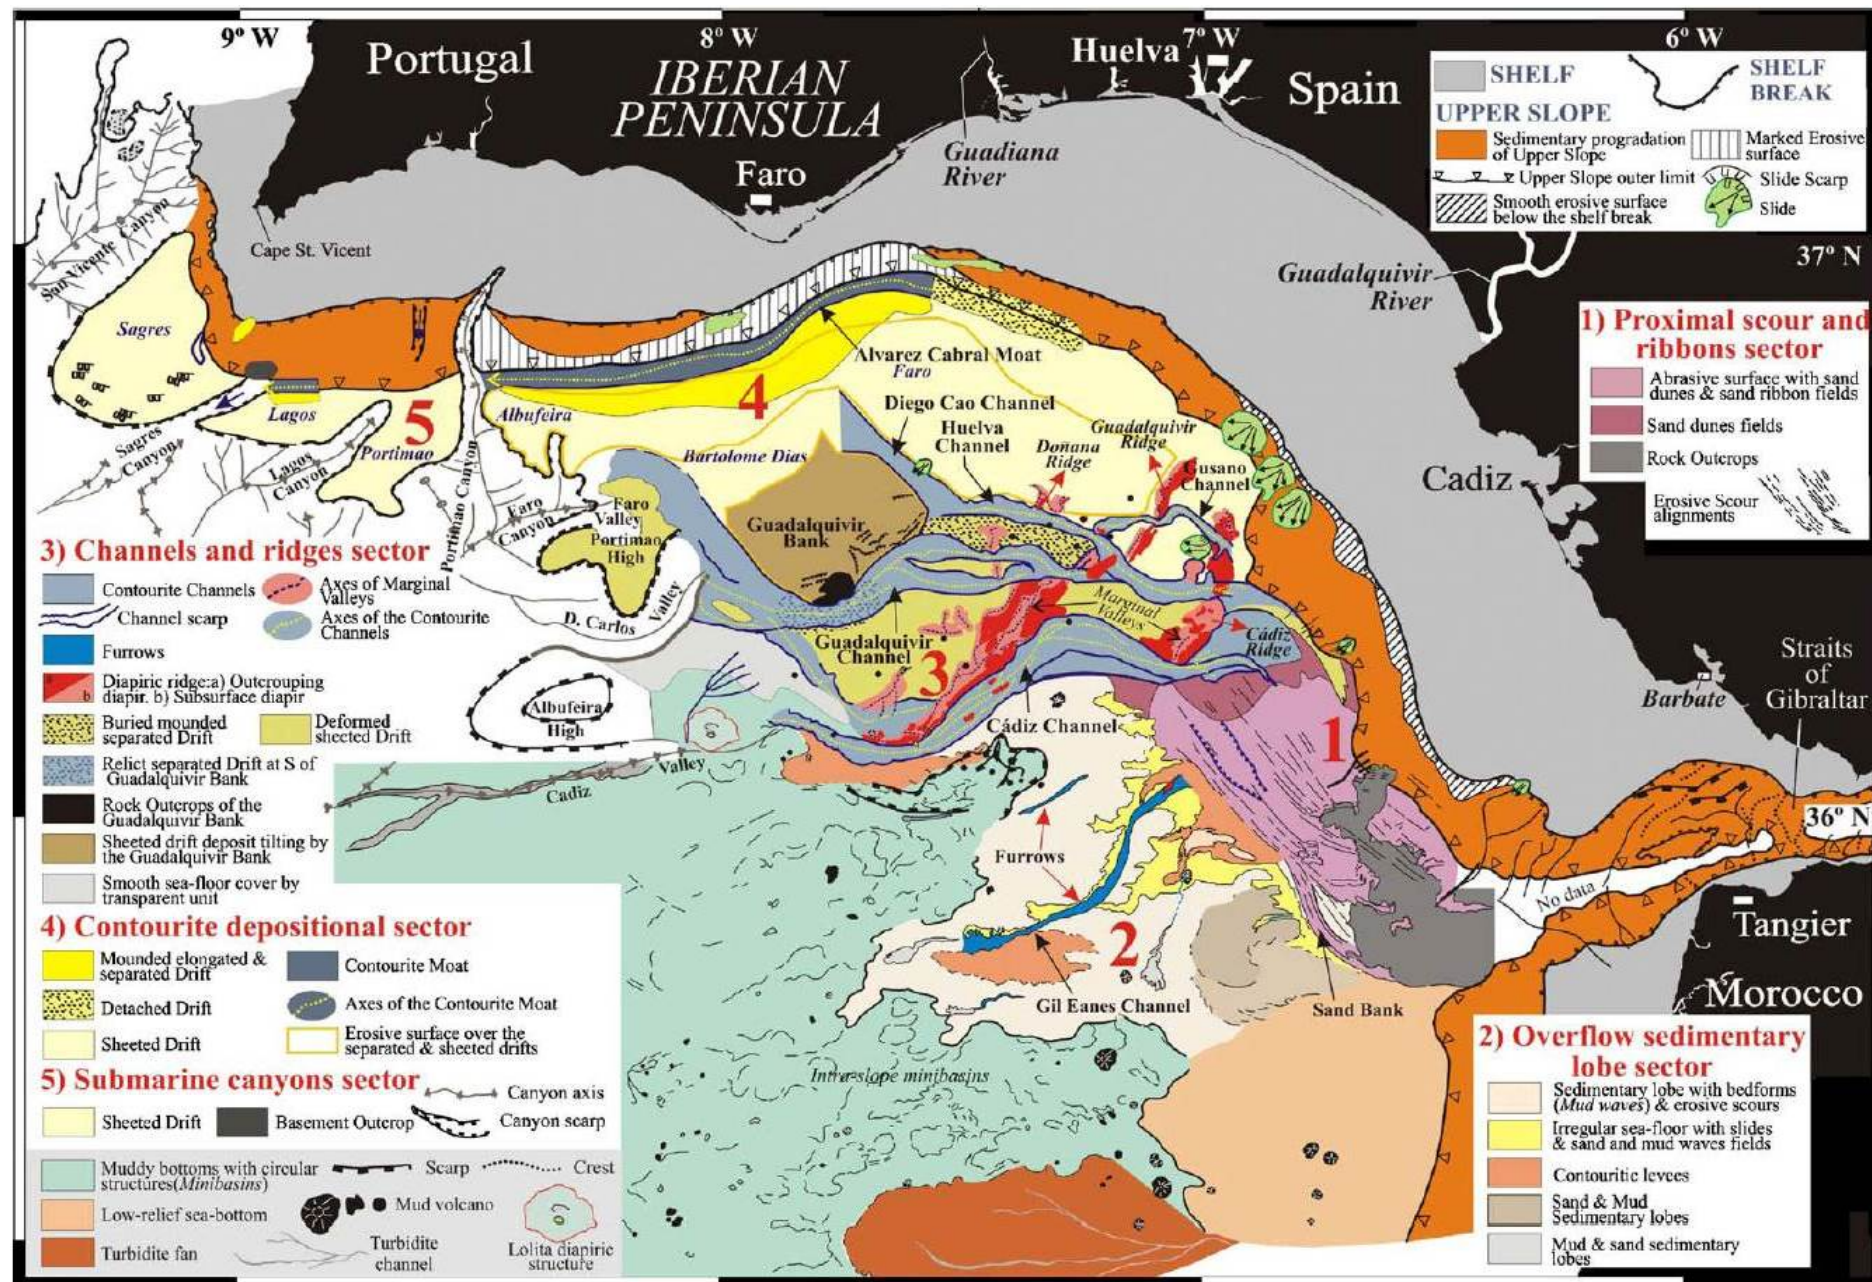 9° W
8° W
7° W
6° W
Portugal
IBERIAN
PENINSULA
Huelva
Spain
Faro
Guadiana
River
Cape St. Vicent
San Vicente Canyon
Guadalquivir
River
37° N
Cadiz
Straits
of
Gibraltar
Barbate
36° N
No data
Tangier
Morocco
SHELF
SHELF
BREAK
UPPER SLOPE
Sedimentary progradation
of Upper Slope
Marked Erosive
surface
Upper Slope outer limit
Slide Scarp
Smooth erosive surface
below the shelf break
Slide
1) Proximal scour and
ribbons sector
Abrasive surface with sand
dunes & sand ribbon fields
Sand dunes fields
Rock Outcrops
Erosive Scour
alignments
Sagres
Lagos
5
Portimao
Sagres
Canyon
Lagos
Canyon
Portimao Canyon
Albufeira
4
Alvarez Cabral Moat
Faro
Diego Cao Channel
Huelva
Channel
Doñana
Ridge
Guadalquivir
Ridge
Gusano
Channel
Bartolome Dias
Faro
Canyon
Faro
Valley
Portimao
High
Guadalquivir
Bank
D. Carlos
Valley
Marginal
Valleys
Guadalquivir
Channel
3
Cádiz
Ridge
Albufeira
High
Cádiz Channel
1
Valley
Cadiz
Furrows
2
Gil Eanes Channel
Sand Bank
Intra-slope minibasins
3) Channels and ridges sector
Contourite Channels
Axes of Marginal
Valleys
Channel scarp
Axes of the Contourite
Channels
Furrows
a
b
Diapiric ridge:a) Outcrouping
diapir. b) Subsurface diapir
Buried mounded
separated Drift
Deformed
sheeted Drift
Relict separated Drift at S of
Guadalquivir Bank
Rock Outcrops of the
Guadalquivir Bank
Sheeted drift deposit tilting by
the Guadalquivir Bank
Smooth sea-floor cover by
transparent unit
4) Contourite depositional sector
Mounded elongated &
separated Drift
Contourite Moat
Detached Drift
Axes of the Contourite Moat
Sheeted Drift
Erosive surface over the
separated & sheeted drifts
5) Submarine canyons sector
Canyon axis
Sheeted Drift
Basement Outcrop
Canyon scarp
Muddy bottoms with circular
structures(Minibasins)
Scarp
Crest
Low-relief sea-bottom
Mud volcano
Turbidite fan
Turbidite
channel
Lolita diapiric
structure
2) Overflow sedimentary
lobe sector
Sedimentary lobe with bedforms
(Mud waves) & erosive scours
Irregular sea-floor with slides
& sand and mud waves fields
Contouritic levees
Sand & Mud
Sedimentary lobes
Mud & sand sedimentary
lobes